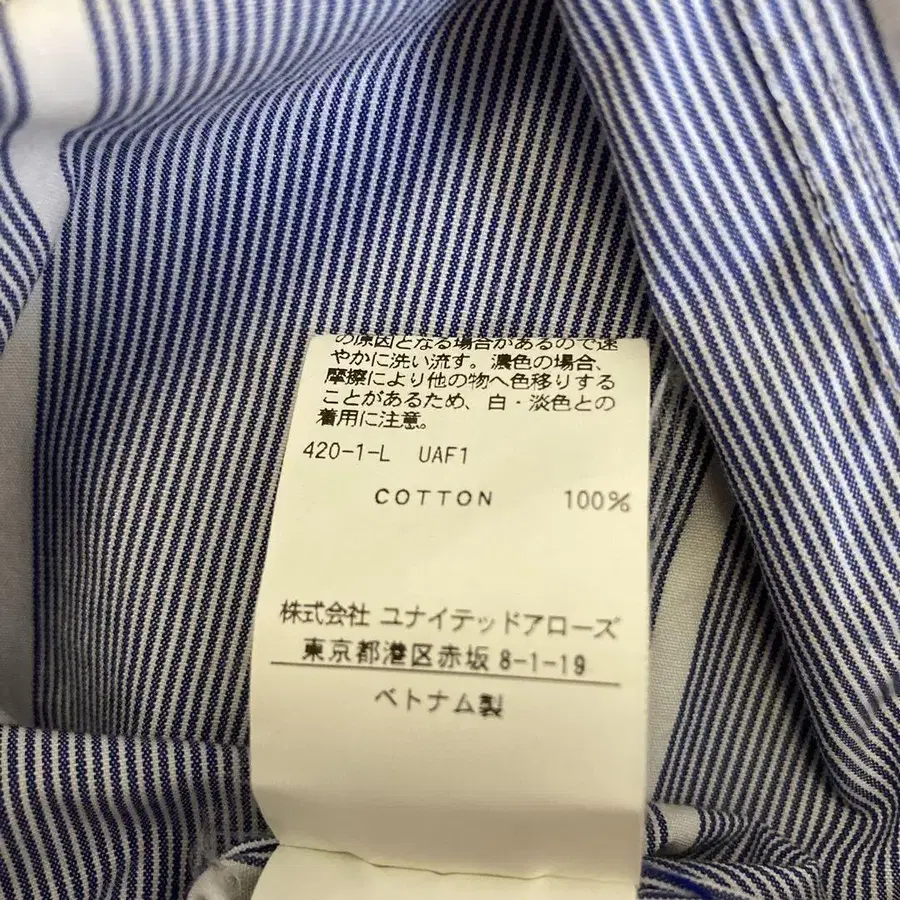 の原因となる場合があるので速
やかに洗い流す。濃色の場合、
摩擦により他の物へ色移りする
ことがあるため、白・淡色との
着用に注意。
420-1-L UAF1
COTTON 100%
株式会社 ユナイテッドアローズ
東京都港区赤坂 8-1-19
ベトナム製